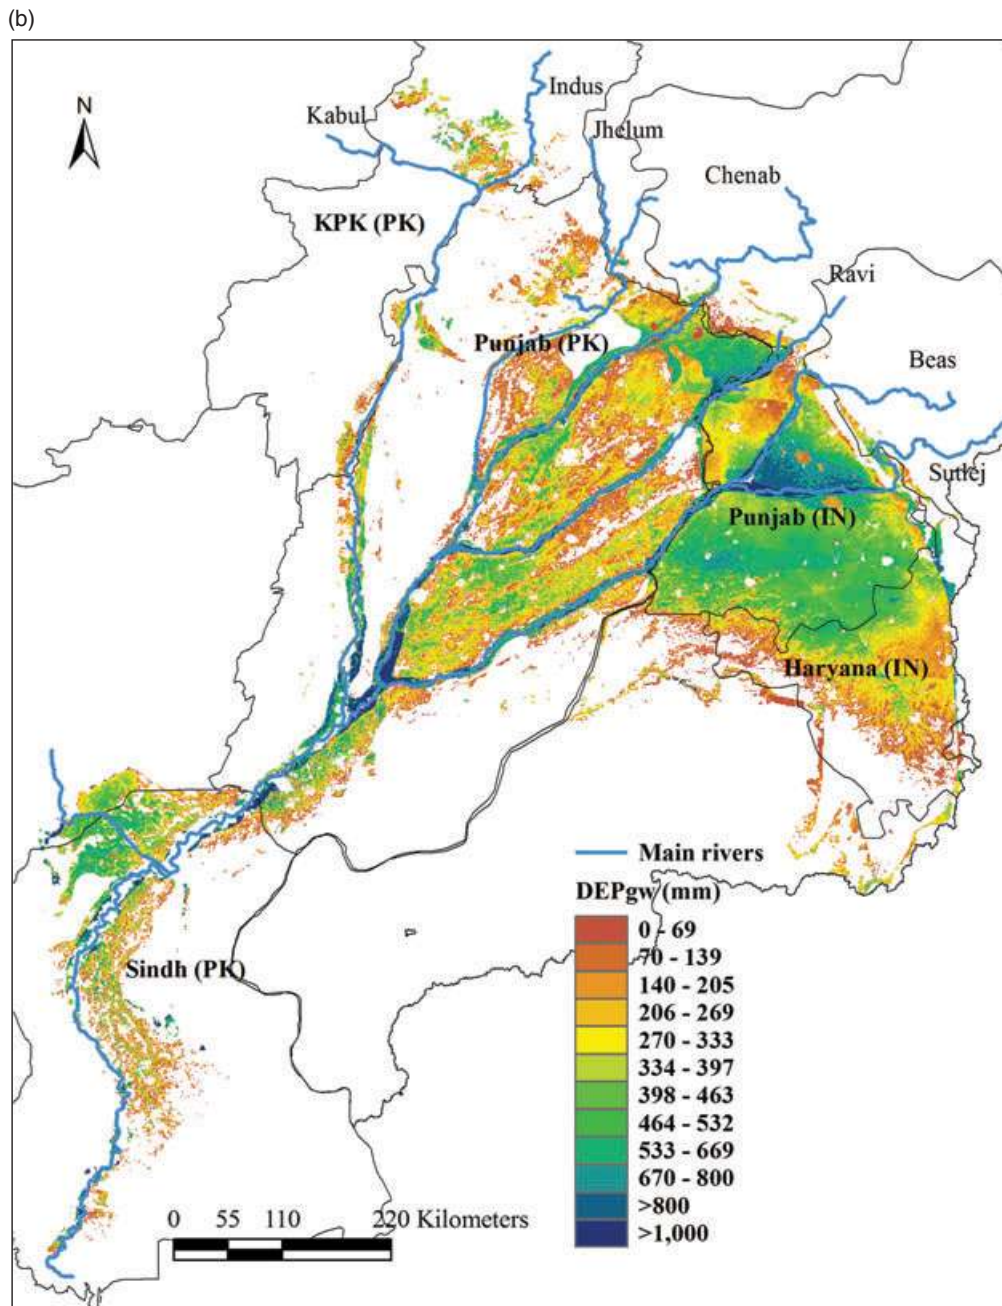 (b)
N
Indus
Kabul
Jhelum
Chenab
KPK (PK)
Ravi
Punjab (PK)
Beas
Sutlej
Punjab (IN)
Haryana (IN)
Sindh (PK)
Main rivers
DEPgw (mm)
0 - 69
70 - 139
140 - 205
206 - 269
270 - 333
334 - 397
398 - 463
464 - 532
533 - 669
670 - 800
>800
>1,000
0 55 110 220 Kilometers